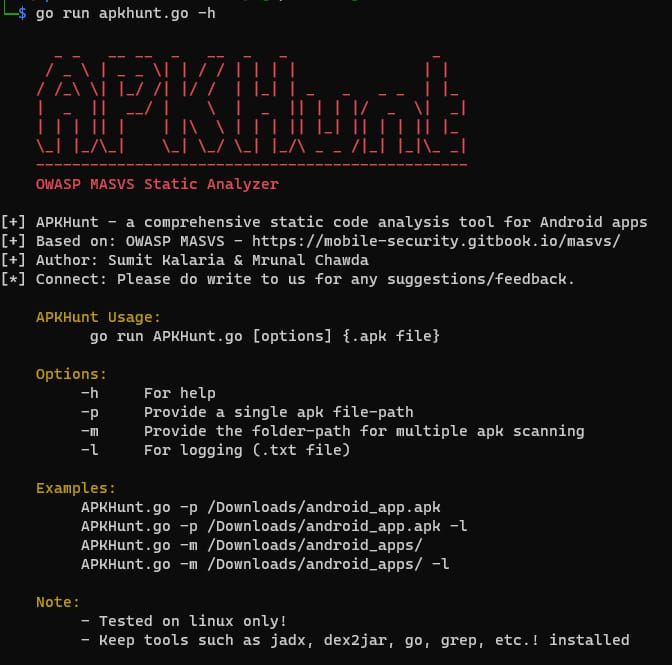 $ go run apkhunt.go -h
APKHunt
OWASP MASVS Static Analyzer
[+] APKHunt - a comprehensive static code analysis tool for Android apps
[+] Based on: OWASP MASVS - https://mobile-security.gitbook.io/masvs/
[+] Author: Sumit Kalaria & Mrunal Chawda
[*] Connect: Please do write to us for any suggestions/feedback.
APKHunt Usage:
go run APKHunt.go [options] {.apk file}
Options:
-h For help
-p Provide a single apk file-path
-m Provide the folder-path for multiple apk scanning
-l For logging (.txt file)
Examples:
APKHunt.go -p /Downloads/android_app.apk
APKHunt.go -p /Downloads/android_app.apk -l
APKHunt.go -m /Downloads/android_apps/
APKHunt.go -m /Downloads/android_apps/ -l
Note:
- Tested on linux only!
- Keep tools such as jadx, dex2jar, go, grep, etc.! installed